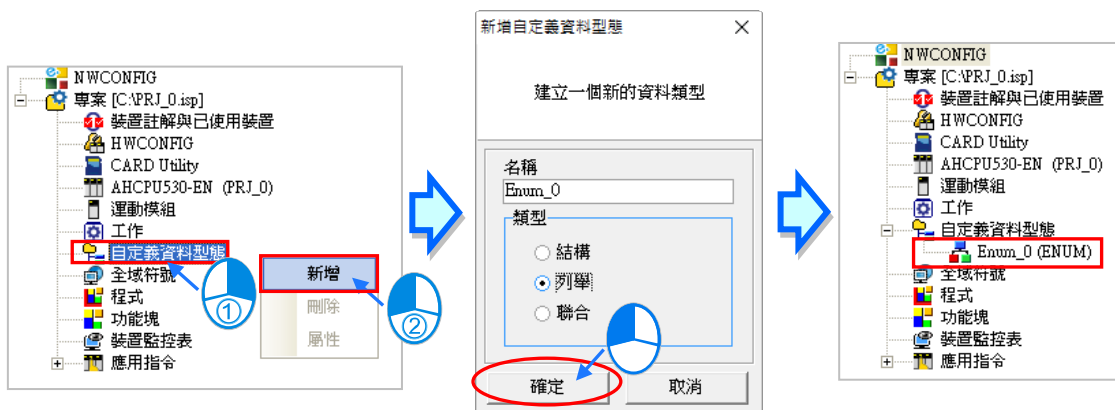 NWCONFIG
專案 [C:\PRJ_0.isp]
裝置註解與已使用裝置
HWCONFIG
CARD Utility
AHCPU530-EN (PRJ_0)
運動模組
工作
自定義資料型態
全域符號
程式
功能塊
裝置監控表
應用指令
新增
刪除
屬性
①
②
新增自定義資料型態
建立一個新的資料類型
名稱
Enum_0
類型
結構
列舉
聯合
確定
取消
NWCONFIG
專案 [C:\PRJ_0.isp]
裝置註解與已使用裝置
HWCONFIG
CARD Utility
AHCPU530-EN (PRJ_0)
運動模組
工作
自定義資料型態
Enum_0 (ENUM)
全域符號
程式
功能塊
裝置監控表
應用指令